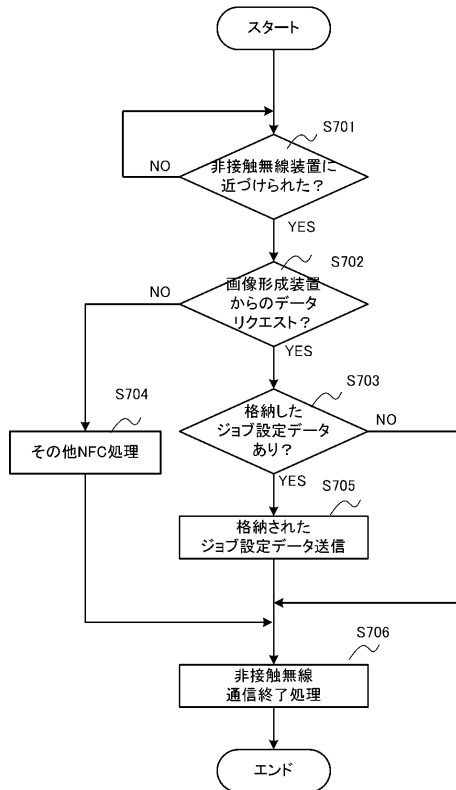 スタート
S701
非接触無線装置に
近づけられた？
NO
YES
S702
画像形成装置
からのデータ
リクエスト？
NO
YES
S703
格納した
ジョブ設定データ
あり？
NO
YES
S704
その他NFC処理
S705
格納された
ジョブ設定データ送信
S706
非接触無線
通信終了処理
エンド